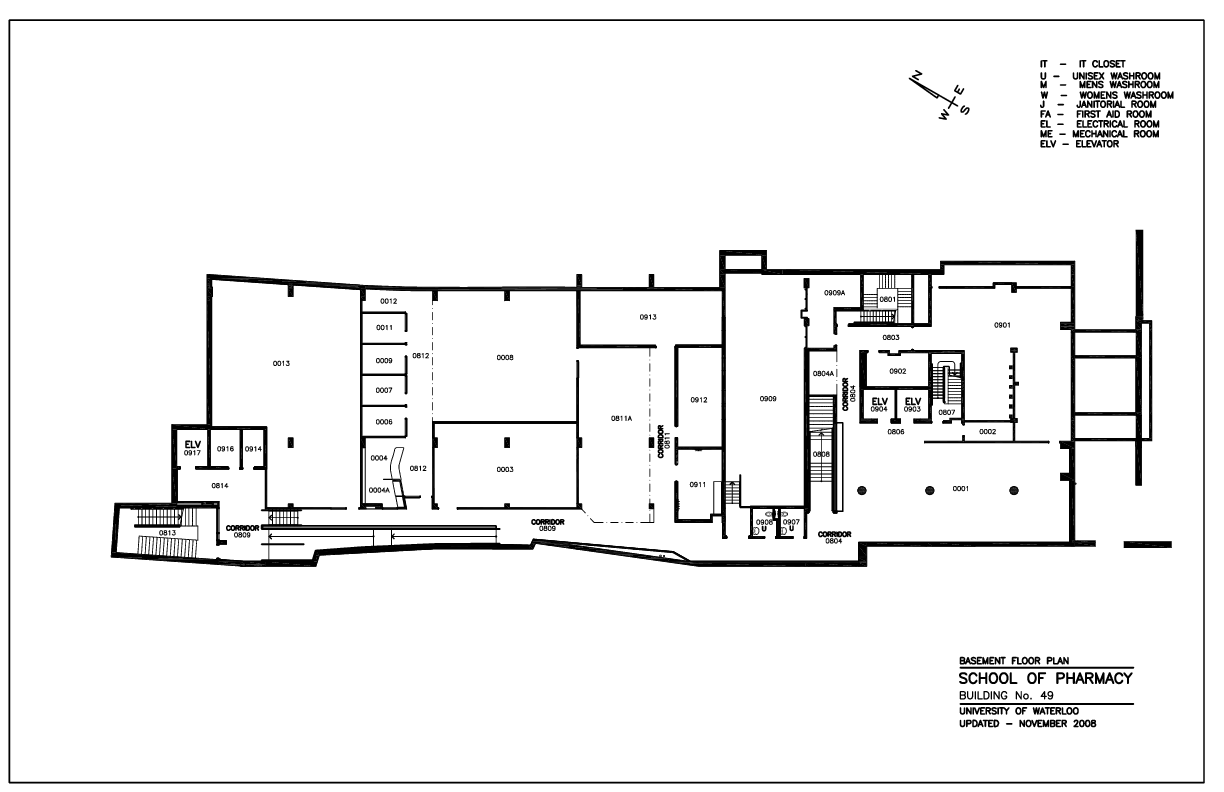 N
E
W
S
IT – IT CLOSET
U – UNISEX WASHROOM
M – MENS WASHROOM
W – WOMENS WASHROOM
J – JANITORIAL ROOM
FA – FIRST AID ROOM
EL – ELECTRICAL ROOM
ME – MECHANICAL ROOM
ELV – ELEVATOR
0909A
0801
0012
0913
0901
0011
0803
0812
0008
0009
0013
0804A
0902
0007
CORRIDOR
0804
0912
0909
ELV
0904
ELV
0903
0807
0811A
0006
0806
0002
CORRIDOR
0811
ELV
0917
0916
0914
0004
0812
0003
0808
0814
0004A
0911
0001
0813
CORRIDOR
0809
CORRIDOR
0809
0908
U
0907
U
CORRIDOR
0804
BASEMENT FLOOR PLAN
SCHOOL OF PHARMACY
BUILDING No. 49
UNIVERSITY OF WATERLOO
UPDATED – NOVEMBER 2008